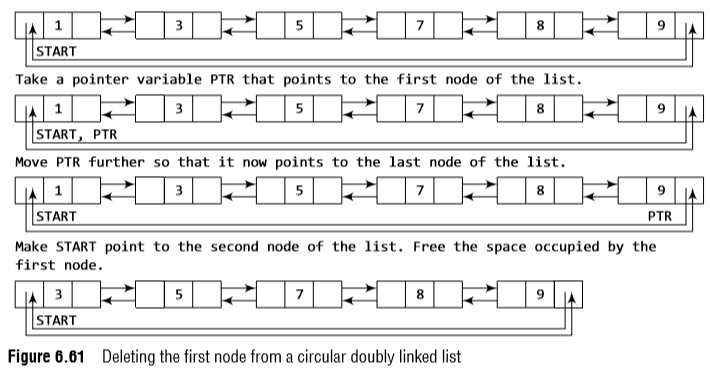 1 3 5 7 8 9
START
Take a pointer variable PTR that points to the first node of the list.
1 3 5 7 8 9
START, PTR
Move PTR further so that it now points to the last node of the list.
1 3 5 7 8 9
START PTR
Make START point to the second node of the list. Free the space occupied by the
first node.
3 5 7 8 9
START
Figure 6.61 Deleting the first node from a circular doubly linked list